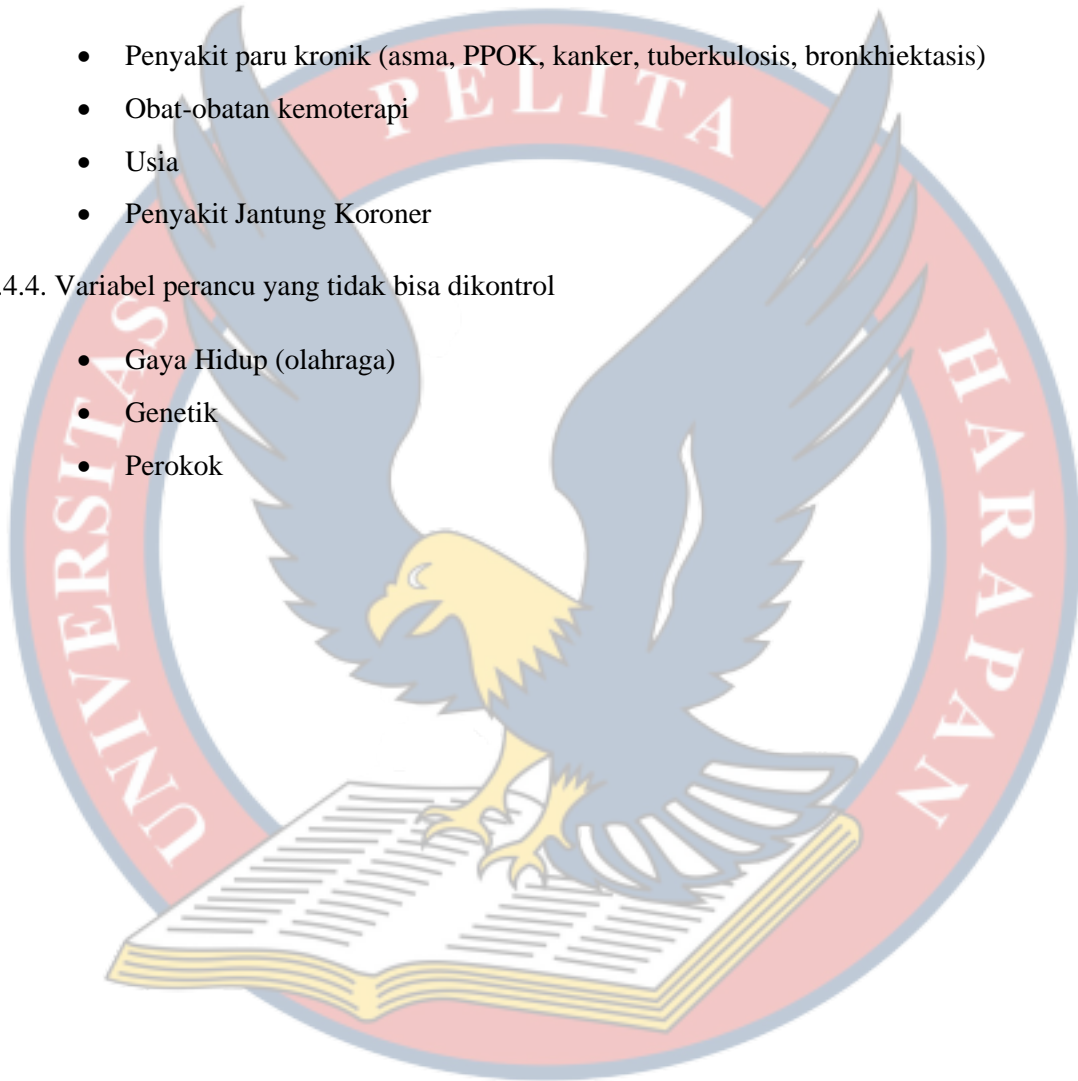 • Penyakit paru kronik (asma, PPOK, kanker, tuberkulosis, bronkhiektasis)
• Obat-obatan kemoterapi
• Usia
• Penyakit Jantung Koroner
.4.4. Variabel perancu yang tidak bisa dikontrol
• Gaya Hidup (olahraga)
• Genetik
• Perokok
UNIVERSITAS PELITA HARAPAN